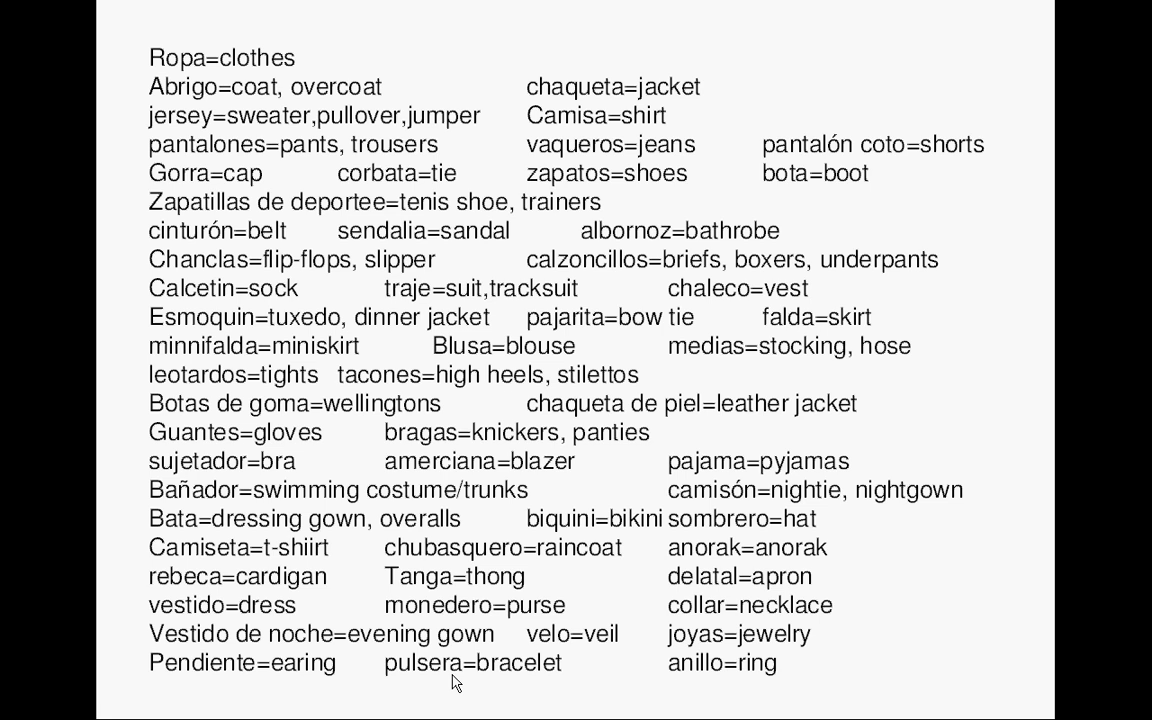 Ropa=clothes
Abrigo=coat, overcoat chaqueta=jacket
jersey=sweater,pullover,jumper Camisa=shirt
pantalones=pants, trousers vaqueros=jeans pantalón coto=shorts
Gorra=cap corbata=tie zapatos=shoes bota=boot
Zapatillas de deportee=tenis shoe, trainers
cinturón=belt sendalia=sandal albornoz=bathrobe
Chanclas=flip-flops, slipper calzoncillos=briefs, boxers, underpants
Calcetin=sock traje=suit,tracksuit chaleco=vest
Esmoquin=tuxedo, dinner jacket pajarita=bow tie falda=skirt
minnifalda=miniskirt Blusa=blouse medias=stocking, hose
leotardos=tights tacones=high heels, stilettos
Botas de goma=wellingtons chaqueta de piel=leather jacket
Guantes=gloves bragas=knickers, panties
sujetador=bra amerciana=blazer pajama=pyjamas
Bañador=swimming costume/trunks camisón=nightie, nightgown
Bata=dressing gown, overalls biquini=bikini sombrero=hat
Camiseta=t-shiirt chubasquero=raincoat anorak=anorak
rebeca=cardigan Tanga=thong delatal=apron
vestido=dress monedero=purse collar=necklace
Vestido de noche=evening gown velo=veil joyas=jewelry
Pendiente=earing pulsera=bracelet anillo=ring